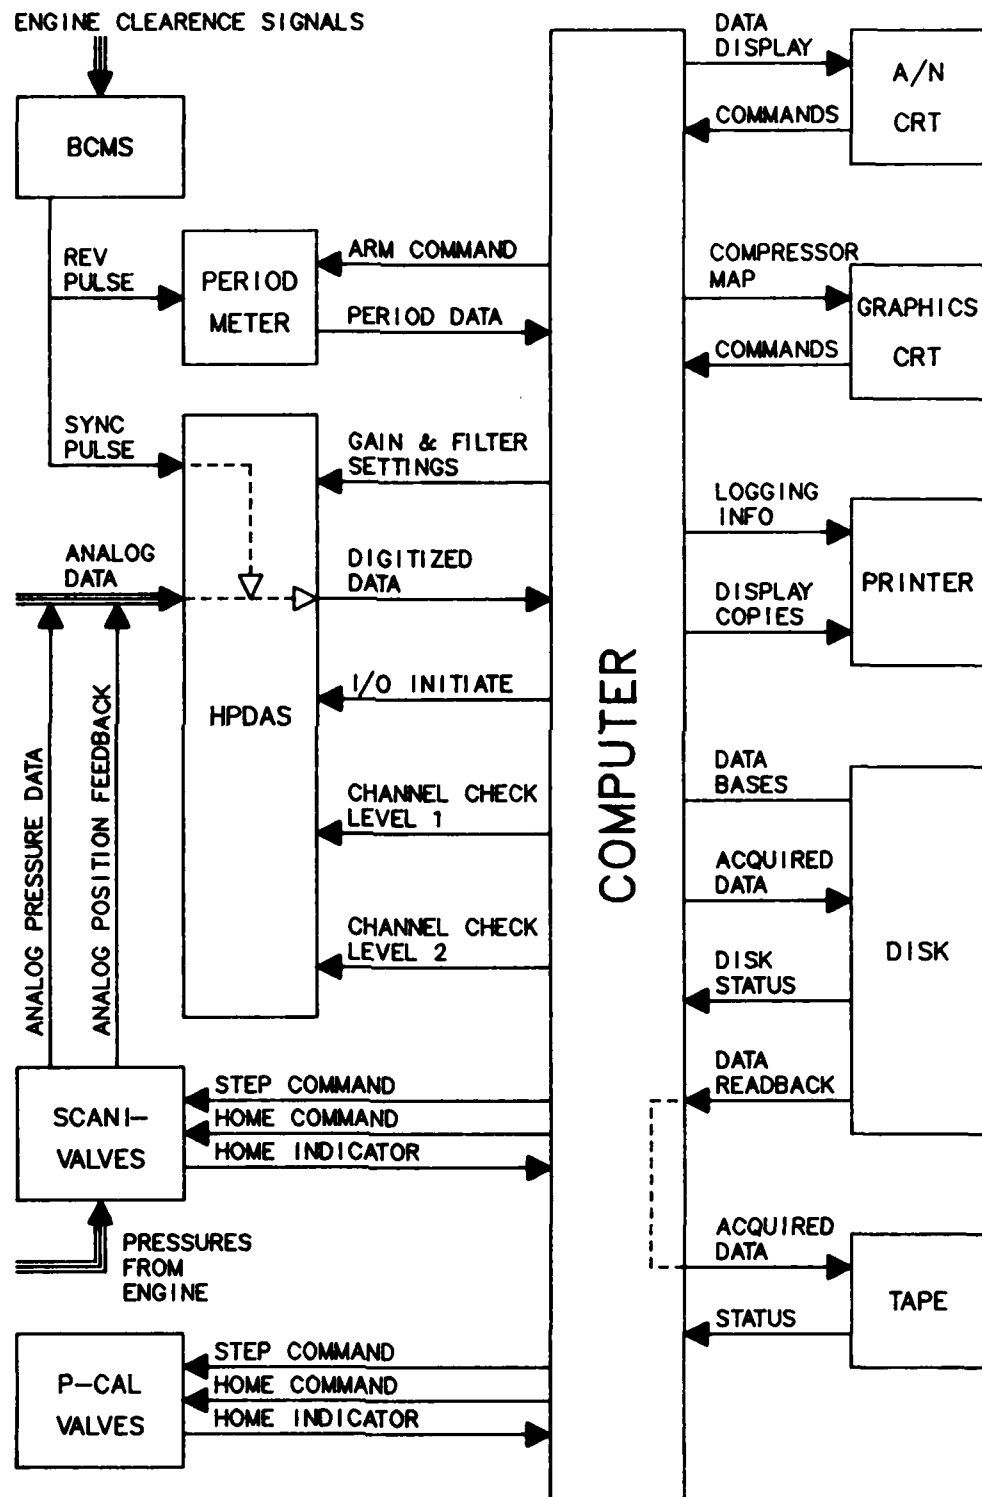 ENGINE CLEARENCE SIGNALS
BCMS
REV
PULSE
PERIOD
METER
ARM COMMAND
PERIOD DATA
SYNC
PULSE
GAIN & FILTER
SETTINGS
ANALOG
DATA
DIGITIZED
DATA
I/O INITIATE
HPDAS
CHANNEL CHECK
LEVEL 1
CHANNEL CHECK
LEVEL 2
ANALOG PRESSURE DATA
ANALOG POSITION FEEDBACK
SCANI-
VALVES
STEP COMMAND
HOME COMMAND
HOME INDICATOR
PRESSURES
FROM
ENGINE
P-CAL
VALVES
STEP COMMAND
HOME COMMAND
HOME INDICATOR
COMPUTER
DATA
DISPLAY
COMMANDS
A/N
CRT
COMPRESSOR
MAP
COMMANDS
GRAPHICS
CRT
LOGGING
INFO
DISPLAY
COPIES
PRINTER
DATA
BASES
ACQUIRED
DATA
DISK
STATUS
DATA
READBACK
DISK
ACQUIRED
DATA
STATUS
TAPE